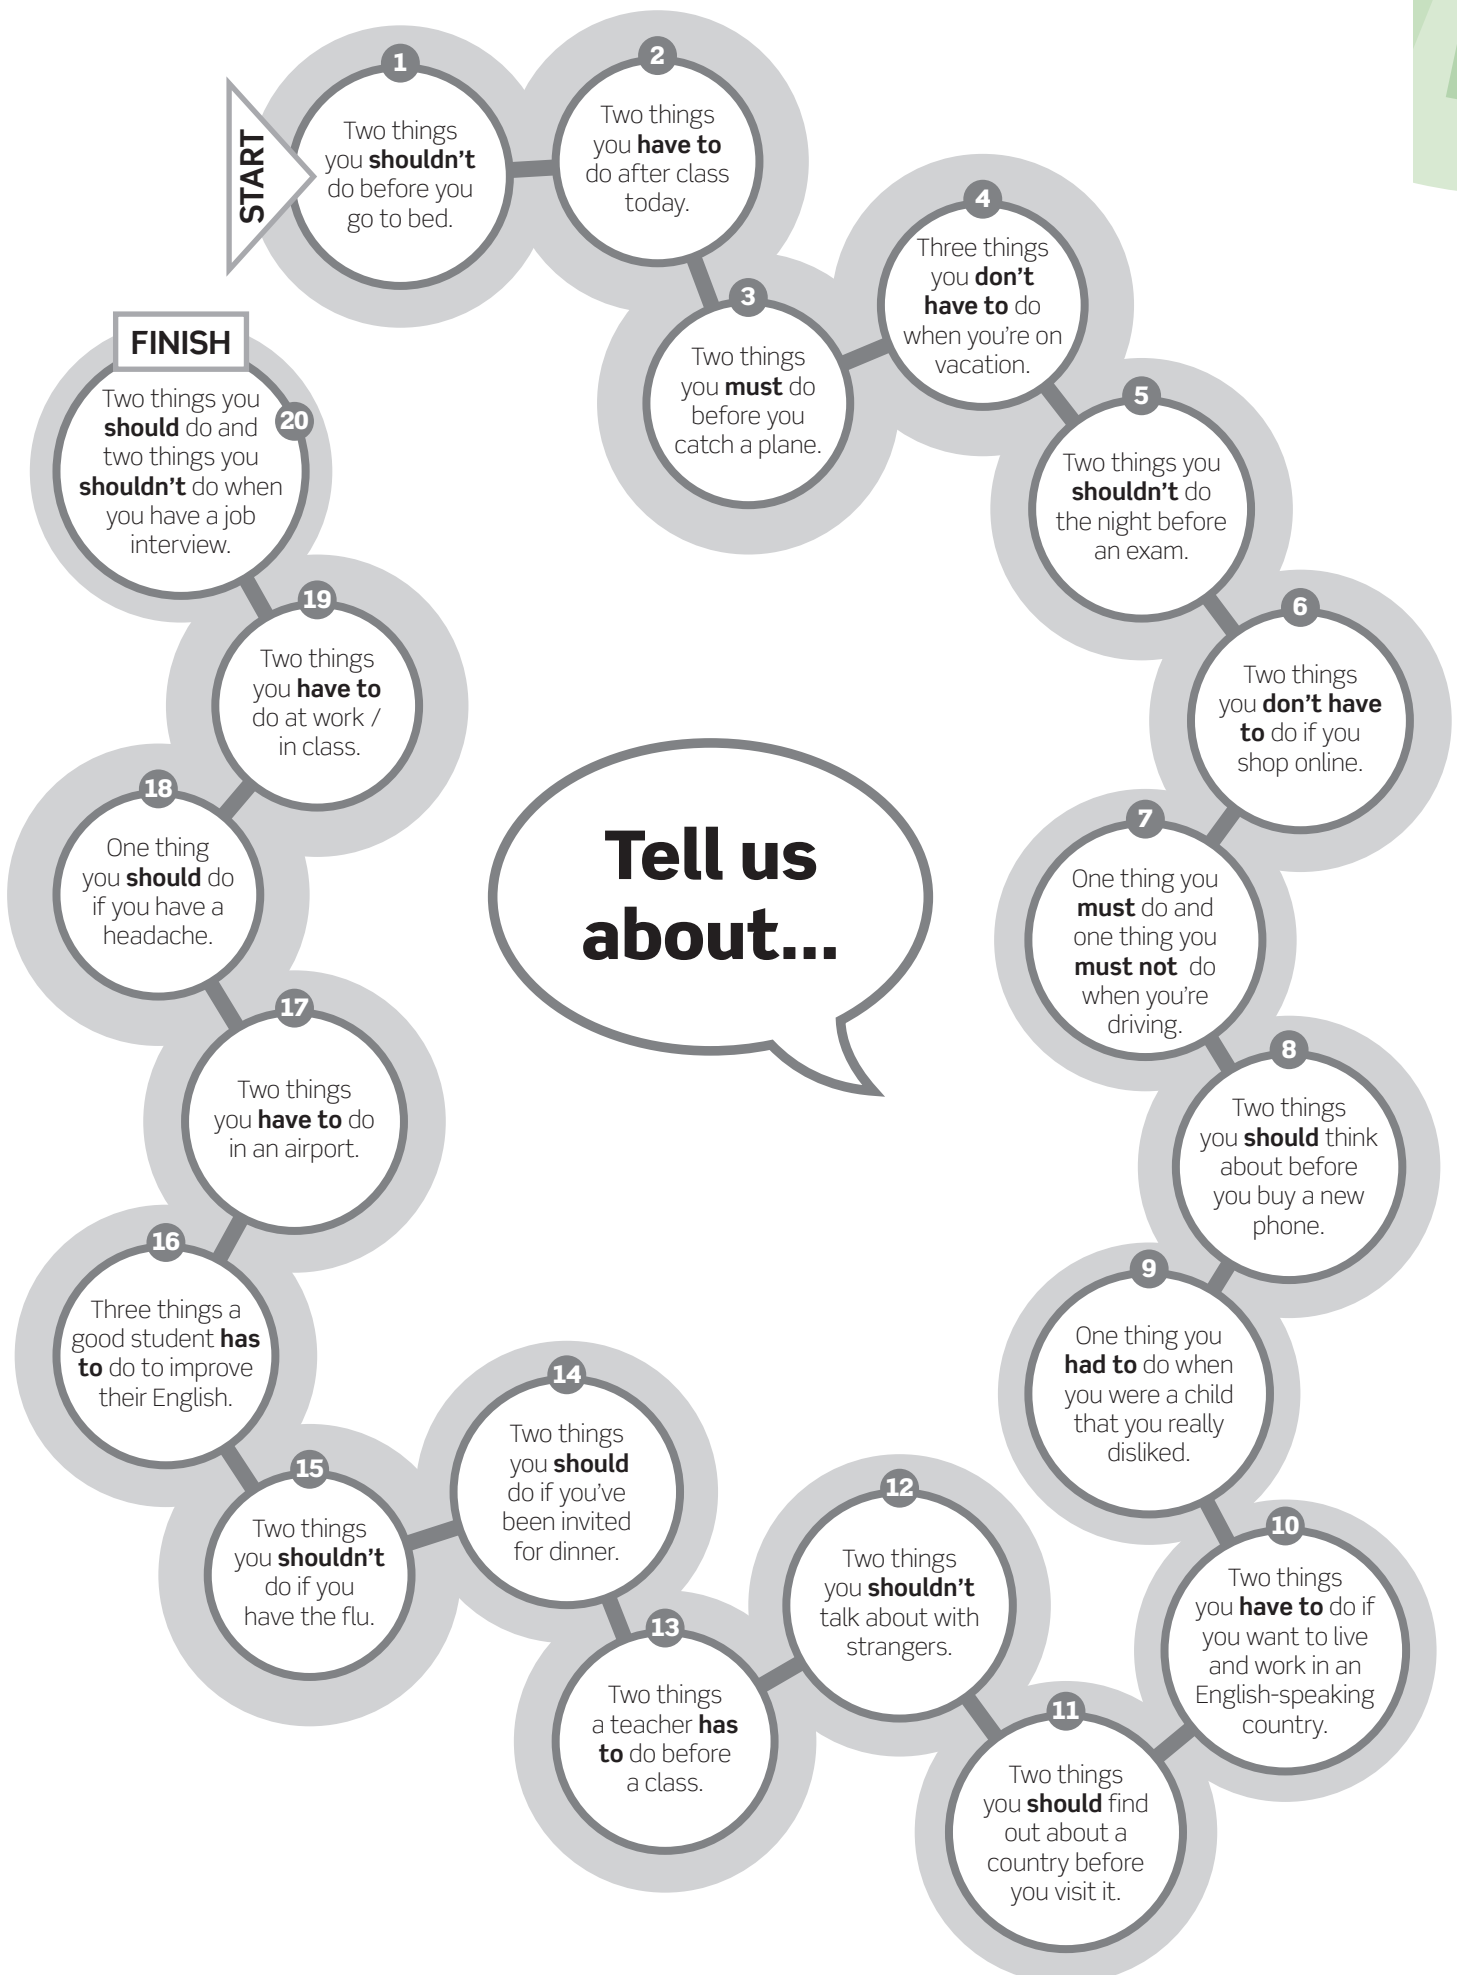 START
1
Two things
you shouldn't
do before you
go to bed.
2
Two things
you have to
do after class
today.
3
Two things
you must do
before you
catch a plane.
4
Three things
you don't
have to do
when you're on
vacation.
5
Two things you
shouldn't do
the night before
an exam.
6
Two things
you don't have
to do if you
shop online.
7
One thing you
must do and
one thing you
must not do
when you're
driving.
8
Two things
you should think
about before
you buy a new
phone.
9
One thing you
had to do when
you were a child
that you really
disliked.
10
Two things
you have to do if
you want to live
and work in an
English-speaking
country.
11
Two things
you should find
out about a
country before
you visit it.
12
Two things
you shouldn't
talk about with
strangers.
13
Two things
a teacher has
to do before
a class.
14
Two things
you should
do if you've
been invited
for dinner.
15
Two things
you shouldn't
do if you
have the flu.
16
Three things a
good student has
to do to improve
their English.
17
Two things
you have to do
in an airport.
18
One thing
you should do
if you have a
headache.
19
Two things
you have to
do at work /
in class.
FINISH
20
Two things you
should do and
two things you
shouldn't do when
you have a job
interview.
Tell us
about...